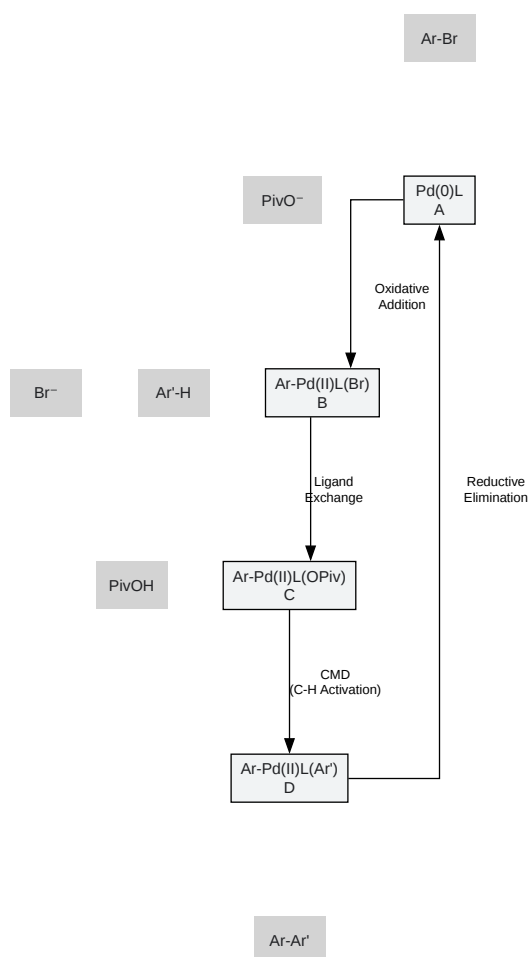 Ar-Br
PivO⁻
Pd(0)L
A
Oxidative
Addition
Br⁻
Ar'-H
Ar-Pd(II)L(Br)
B
Ligand
Exchange
Reductive
Elimination
PivOH
Ar-Pd(II)L(OPiv)
C
CMD
(C-H Activation)
Ar-Pd(II)L(Ar')
D
Ar-Ar'